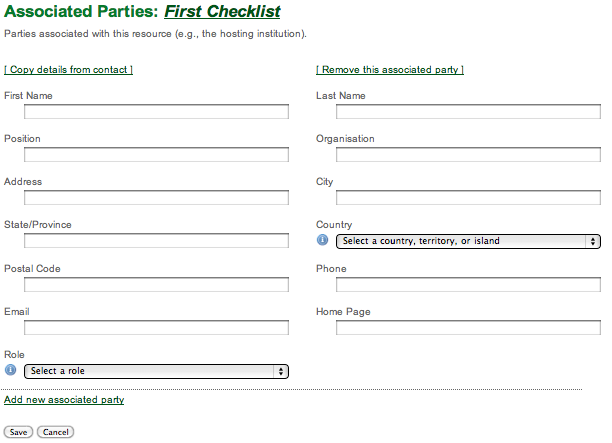 Associated Parties: First Checklist
Parties associated with this resource (e.g., the hosting institution).
[ Copy details from contact ] [ Remove this associated party ]
First Name Last Name
Position Organisation
Address City
State/Province Country
Select a country, territory, or island
Postal Code Phone
Email Home Page
Role
Select a role
Add new associated party
Save Cancel